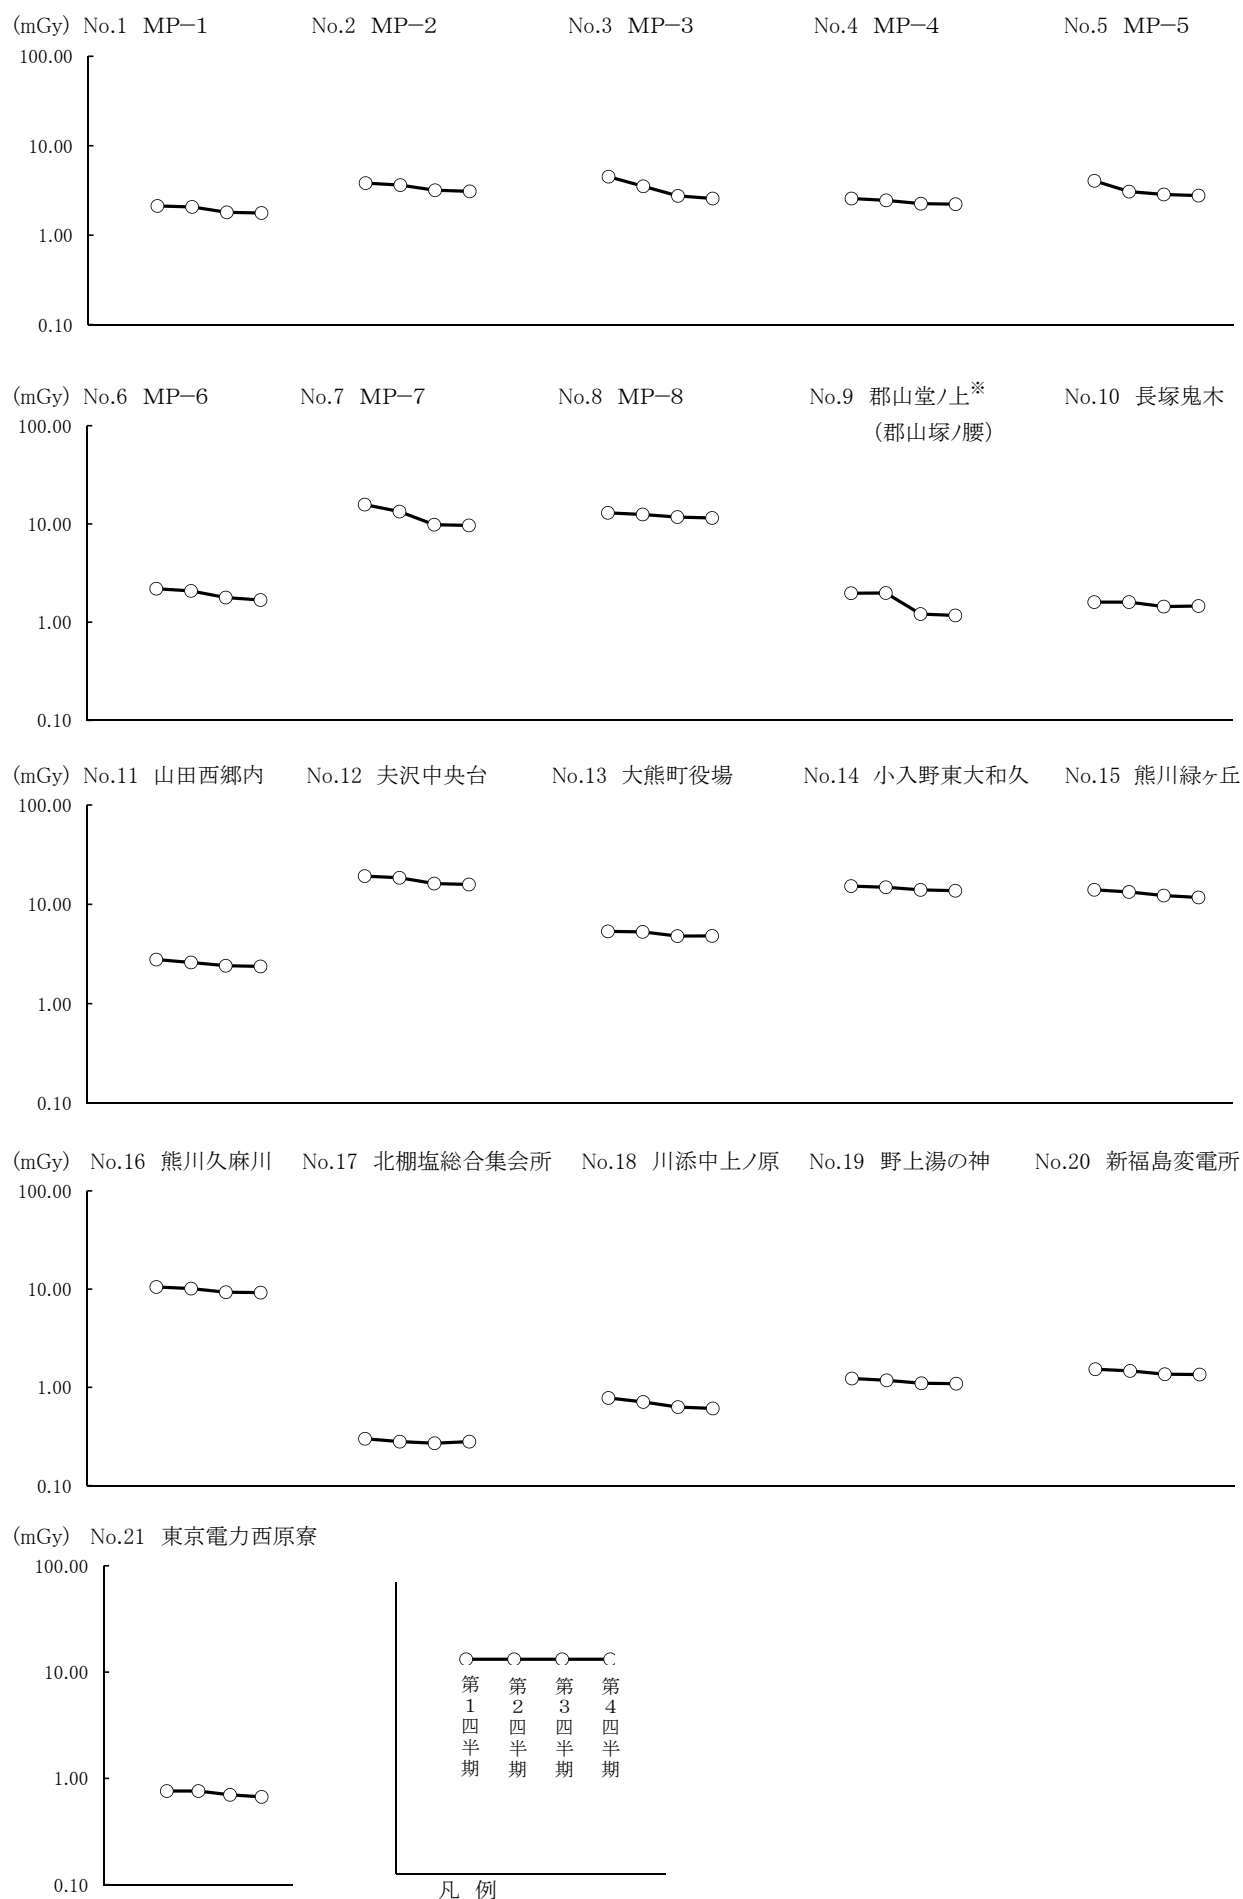 (mGy) No.1 MP−1 No.2 MP−2 No.3 MP−3 No.4 MP−4 No.5 MP−5
100.00
10.00
1.00
0.10
(mGy) No.6 MP−6 No.7 MP−7 No.8 MP−8 No.9 郡山堂ノ上※ No.10 長塚鬼木
(郡山塚ノ腰)
100.00
10.00
1.00
0.10
(mGy) No.11 山田西郷内 No.12 夫沢中央台 No.13 大熊町役場 No.14 小入野東大和久 No.15 熊川緑ヶ丘
100.00
10.00
1.00
0.10
(mGy) No.16 熊川久麻川 No.17 北棚塩総合集会所 No.18 川添中上ノ原 No.19 野上湯の神 No.20 新福島変電所
100.00
10.00
1.00
0.10
(mGy) No.21 東京電力西原寮
100.00
10.00
1.00
0.10
第1四半期
第2四半期
第3四半期
第4四半期
凡 例